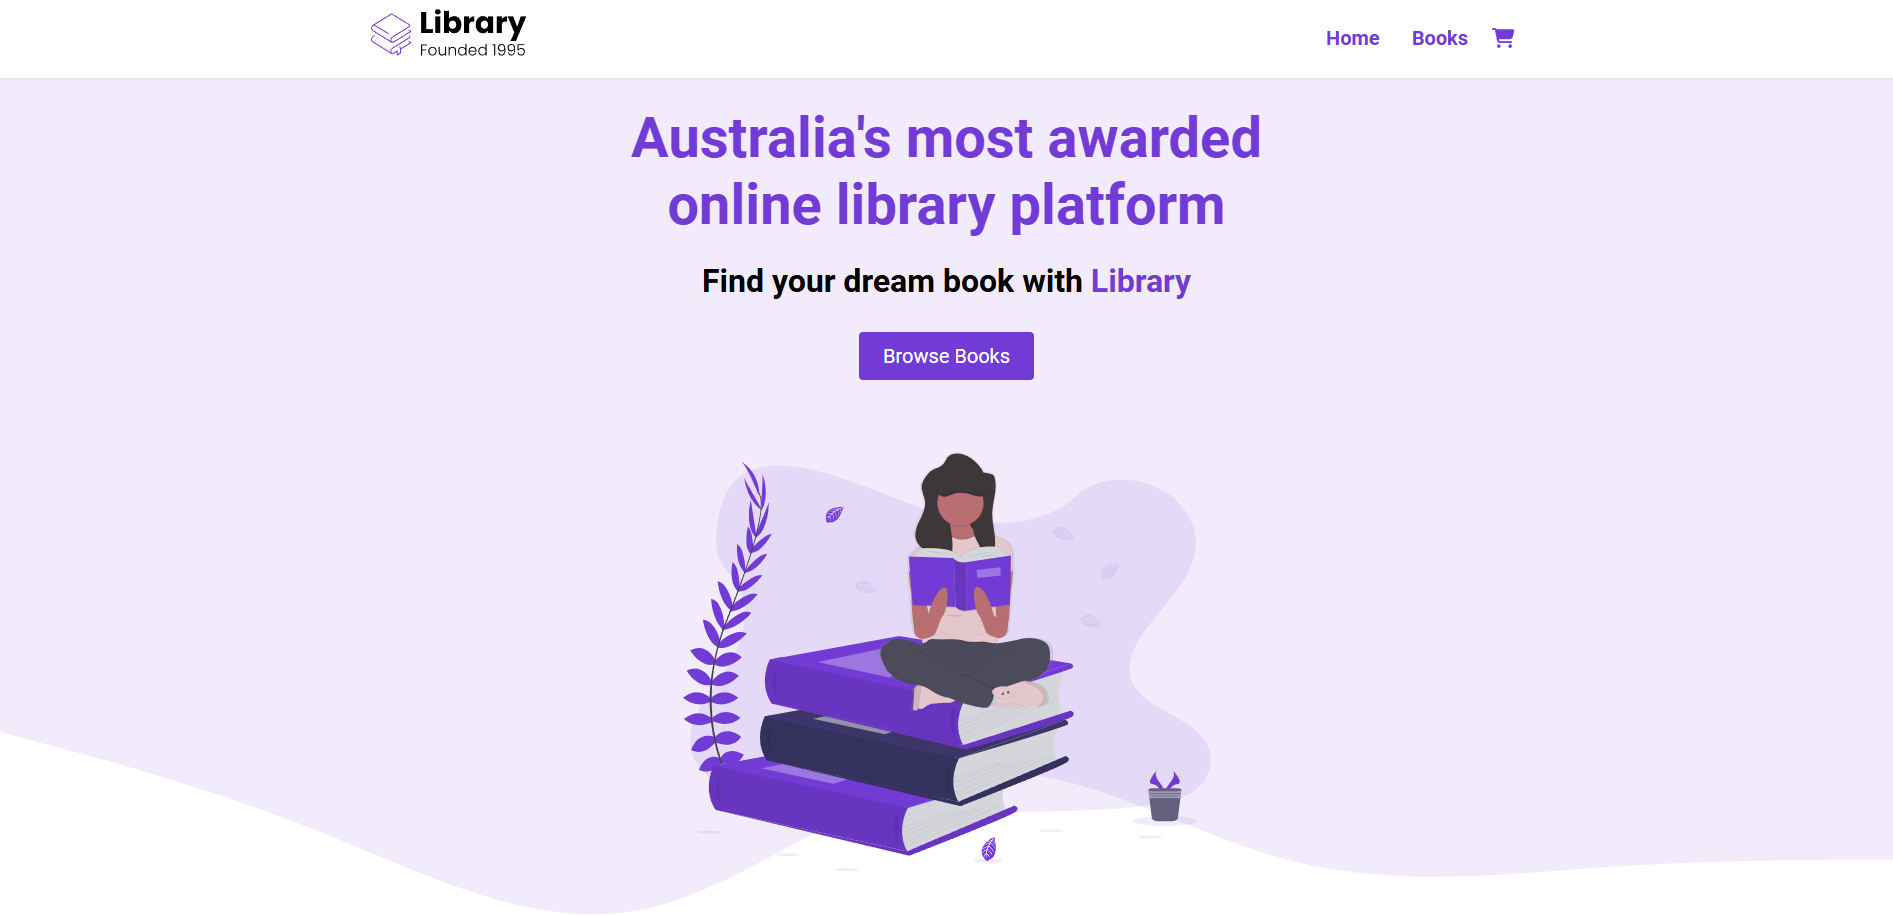 Library
Founded 1995
Home
Books
Australia's most awarded
online library platform
Find your dream book with Library
Browse Books